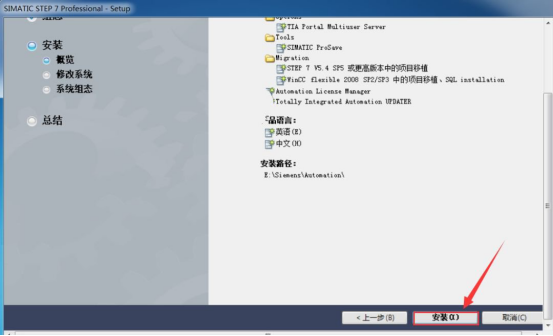 SIMATIC STEP 7 Professional - Setup
组态
安装
概览
修改系统
系统组态
总结
Options
TIA Portal Multiuser Server
Tools
SIMATIC ProSave
Migration
STEP 7 V5.4 SP5 或更高版本中的项目移植
WinCC flexible 2008 SP2/SP3 中的项目移植、SQL installation
Automation License Manager
Totally Integrated Automation UPDATER
品语言:
英语(E)
中文(H)
安装路径:
E:\Siemens\Automation\
< 上一步(B)
安装(I)
取消(C)